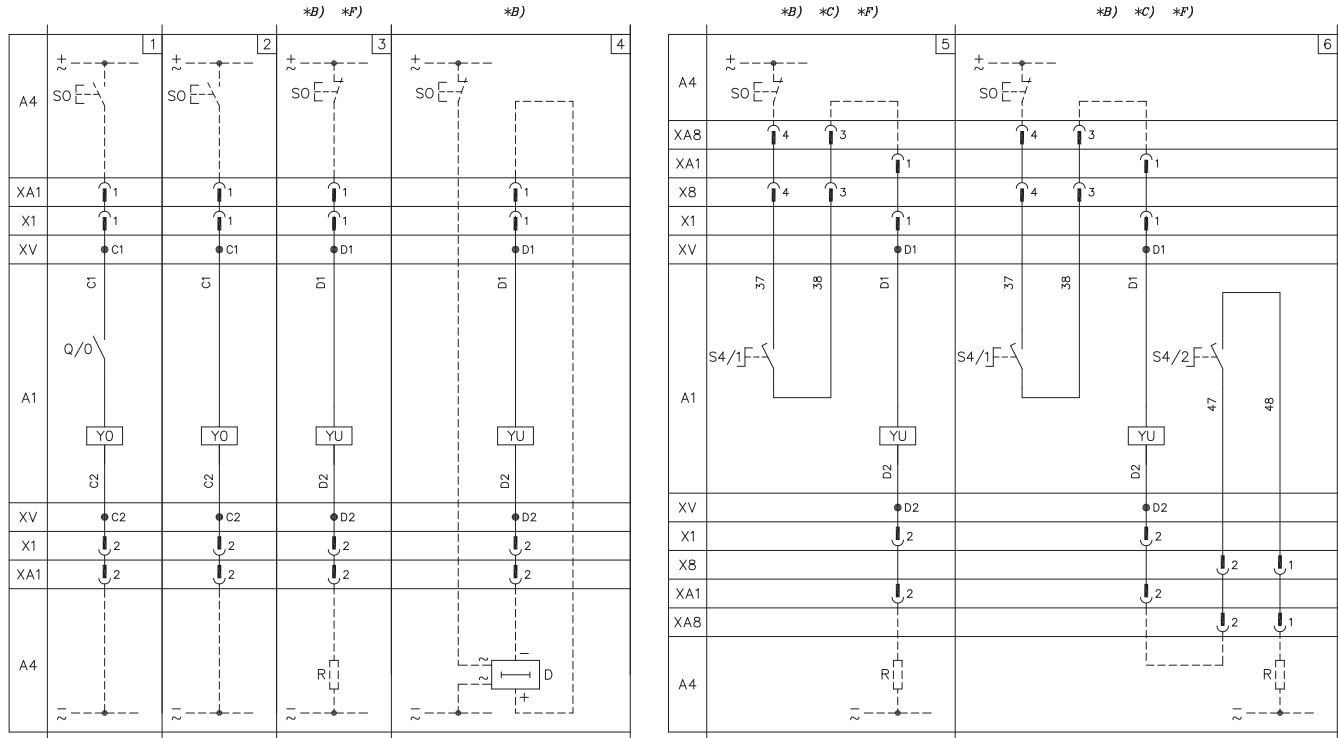 *B) *F) *B) *B) *C) *F) *B) *C) *F)
1 2 3 4 5 6
+ ~ + ~ + ~ + ~ + ~ + ~
A4 S0 S0 S0 S0 A4 S0 S0
XA8 4 3 4 3
XA1 1 1
XA1 1 1 1 1 X8 4 3 4 3
X1 1 1 1 1 X1 1 1
XV C1 C1 D1 D1 XV D1 D1
C1 C1 D1 D1 37 38 D1 37 38 D1
Q/0 S4/1 S4/1 S4/2
A1 A1 47 48
Y0 Y0 YU YU YU YU
C2 C2 D2 D2 D2 D2
XV C2 C2 D2 D2 XV D2 D2
X1 2 2 2 2 X1 2 2
X8 2 1
XA1 2 2 2 2 XA1 2 2
XA8 2 1
A4 R ~ ~ − + D A4 R R
− ~ − ~ − ~ − ~ − ~ − ~